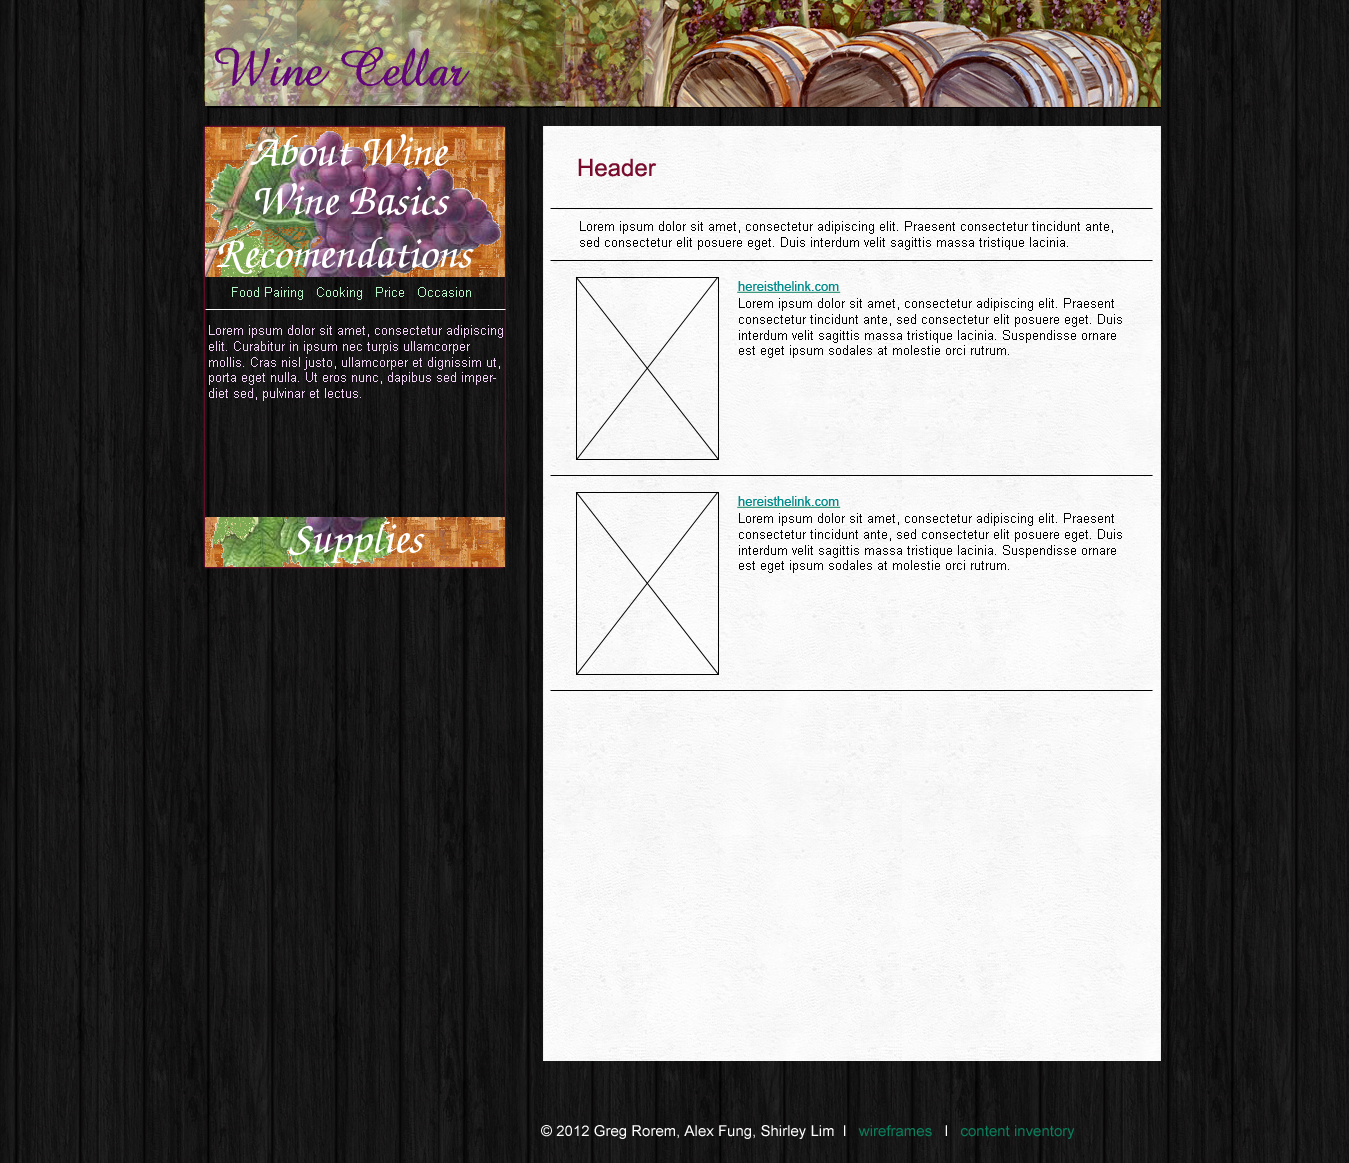 Wine Cellar
About Wine
Wine Basics
Recomendations
Food Pairing Cooking Price Occasion
Lorem ipsum dolor sit amet, consectetur adipiscing
elit. Curabitur in ipsum nec turpis ullamcorper
mollis. Cras nisl justo, ullamcorper et dignissim ut,
porta eget nulla. Ut eros nunc, dapibus sed imper-
diet sed, pulvinar et lectus.
Supplies
Header
Lorem ipsum dolor sit amet, consectetur adipiscing elit. Praesent consectetur tincidunt ante,
sed consectetur elit posuere eget. Duis interdum velit sagittis massa tristique lacinia.
hereisthelink.com
Lorem ipsum dolor sit amet, consectetur adipiscing elit. Praesent
consectetur tincidunt ante, sed consectetur elit posuere eget. Duis
interdum velit sagittis massa tristique lacinia. Suspendisse ornare
est eget ipsum sodales at molestie orci rutrum.
hereisthelink.com
Lorem ipsum dolor sit amet, consectetur adipiscing elit. Praesent
consectetur tincidunt ante, sed consectetur elit posuere eget. Duis
interdum velit sagittis massa tristique lacinia. Suspendisse ornare
est eget ipsum sodales at molestie orci rutrum.
© 2012 Greg Rorem, Alex Fung, Shirley Lim | wireframes | content inventory